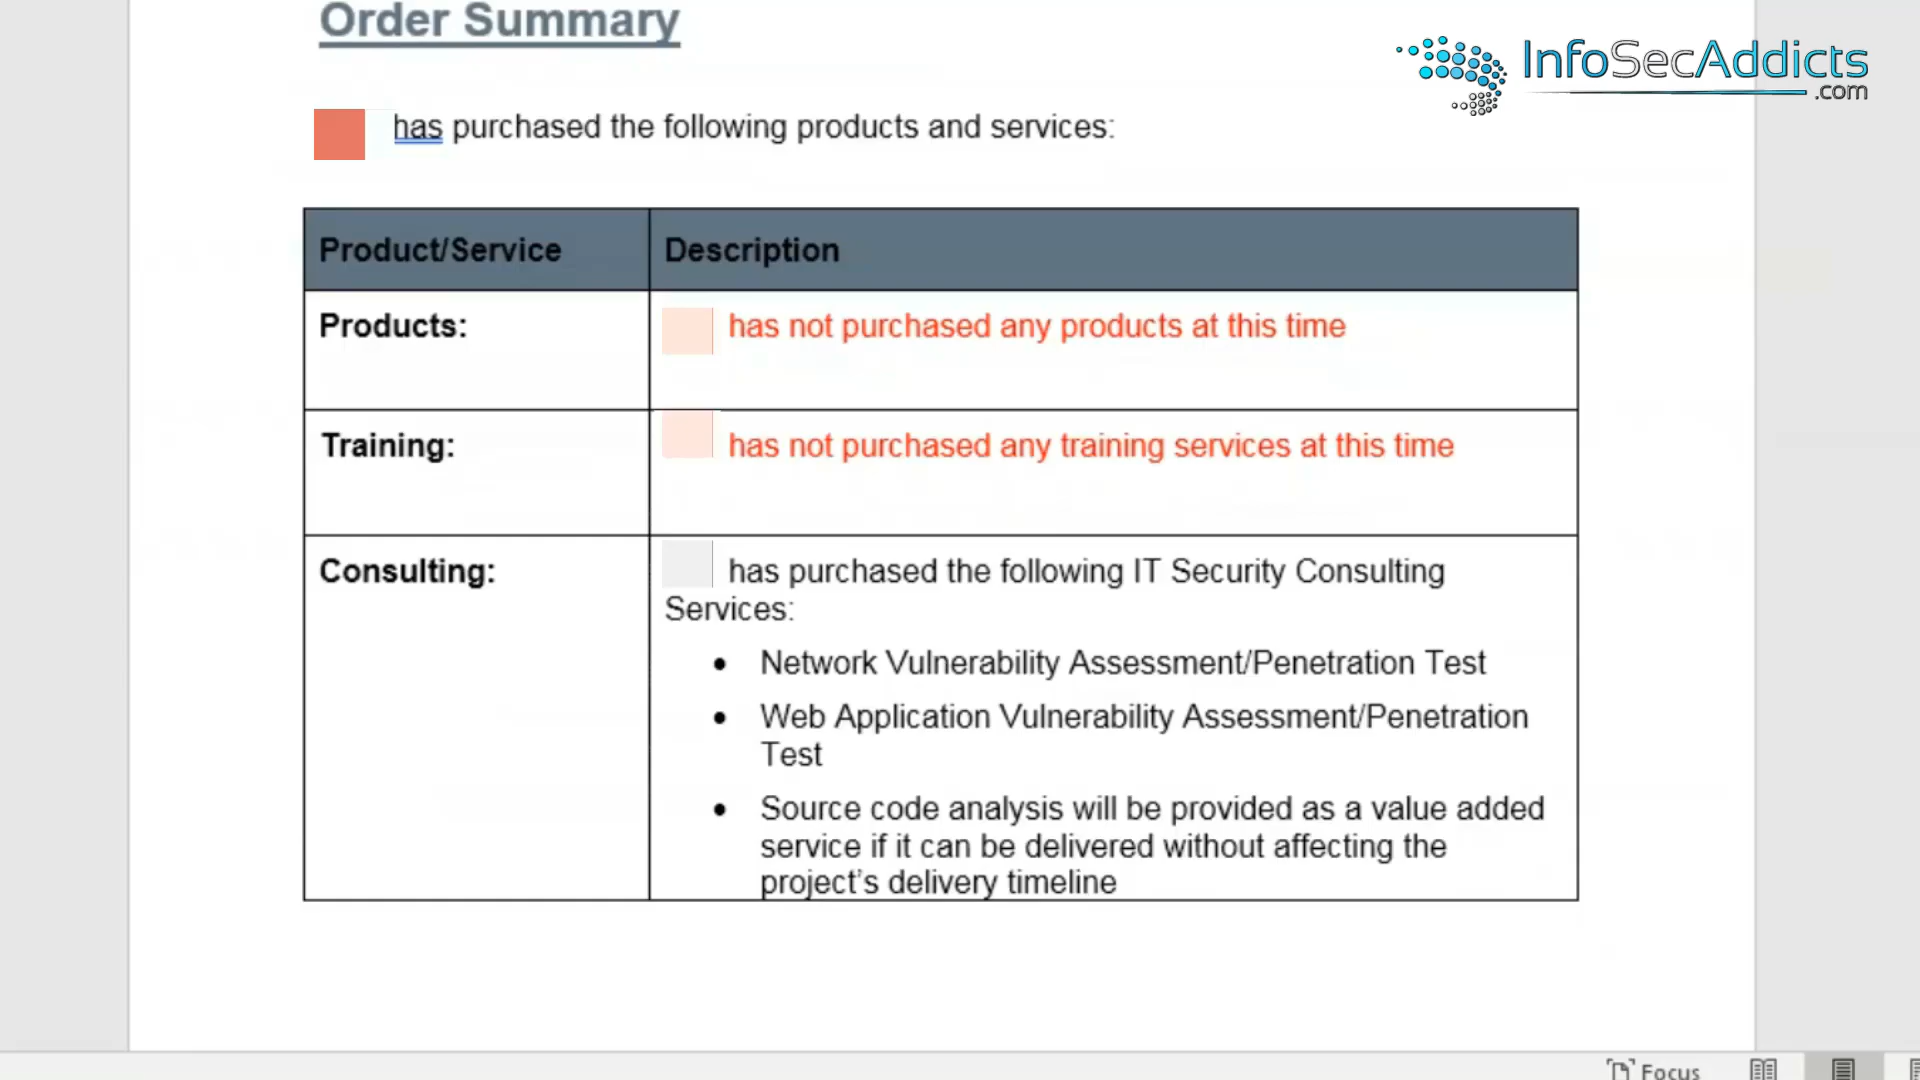 Order Summary
InfoSecAddicts
.com
has purchased the following products and services:
Product/Service
Description
Products:
has not purchased any products at this time
Training:
has not purchased any training services at this time
Consulting:
has purchased the following IT Security Consulting
Services:
• Network Vulnerability Assessment/Penetration Test
• Web Application Vulnerability Assessment/Penetration
Test
• Source code analysis will be provided as a value added
service if it can be delivered without affecting the
project’s delivery timeline
Focus